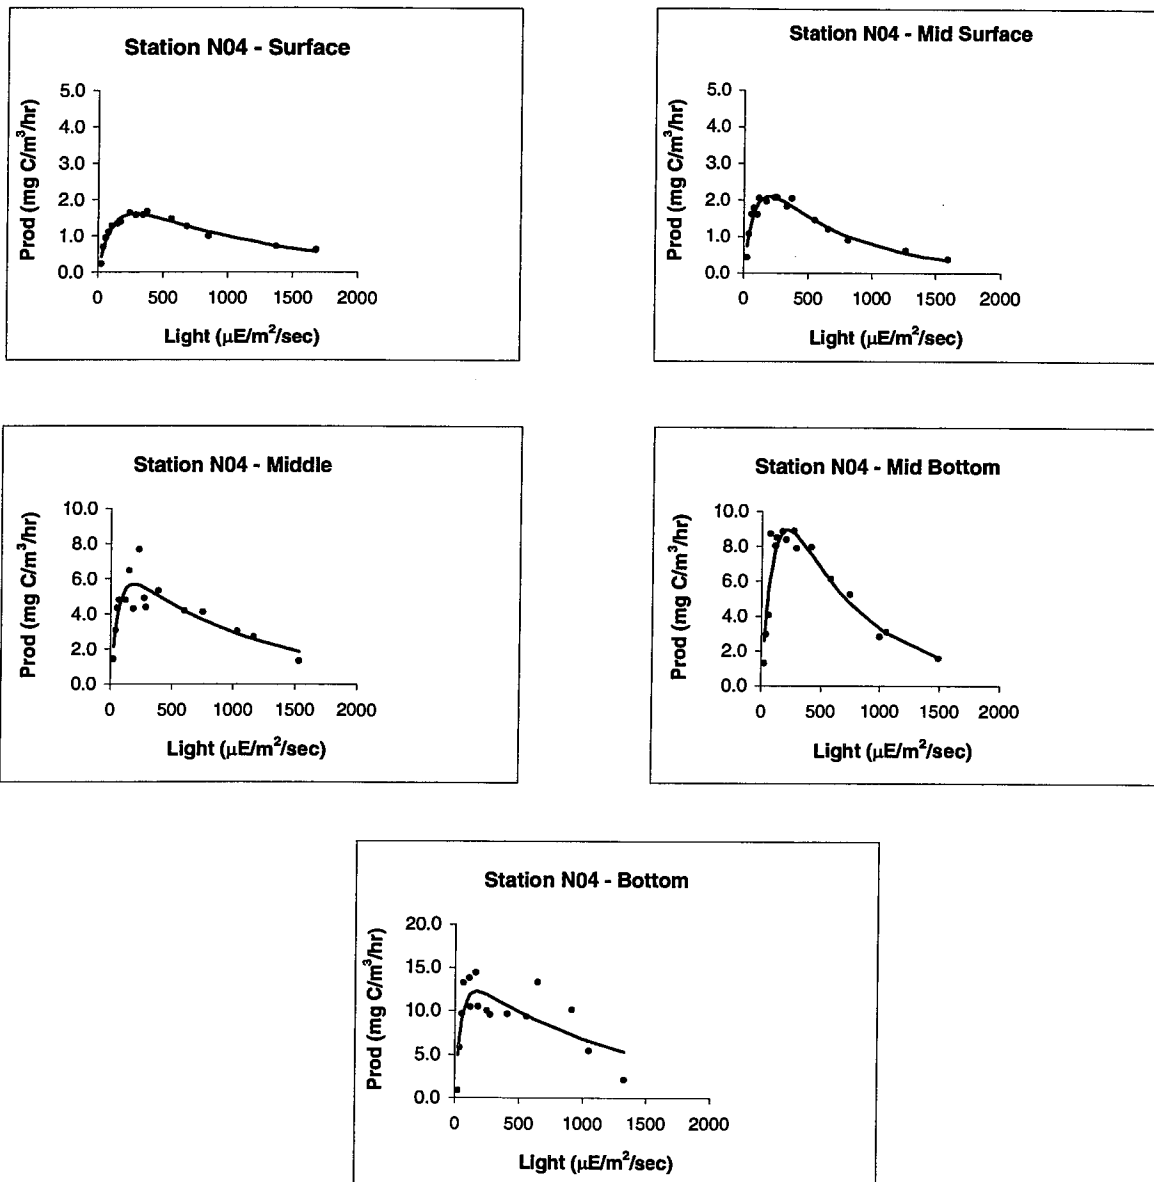 Station N04 - Surface
Prod (mg C/m³/hr)
5.0
4.0
3.0
2.0
1.0
0.0
0 500 1000 1500 2000
Light (µE/m²/sec)
Station N04 - Mid Surface
Prod (mg C/m³/hr)
5.0
4.0
3.0
2.0
1.0
0.0
0 500 1000 1500 2000
Light (µE/m²/sec)
Station N04 - Middle
Prod (mg C/m³/hr)
10.0
8.0
6.0
4.0
2.0
0.0
0 500 1000 1500 2000
Light (µE/m²/sec)
Station N04 - Mid Bottom
Prod (mg C/m³/hr)
10.0
8.0
6.0
4.0
2.0
0.0
0 500 1000 1500 2000
Light (µE/m²/sec)
Station N04 - Bottom
Prod (mg C/m³/hr)
20.0
15.0
10.0
5.0
0.0
0 500 1000 1500 2000
Light (µE/m²/sec)